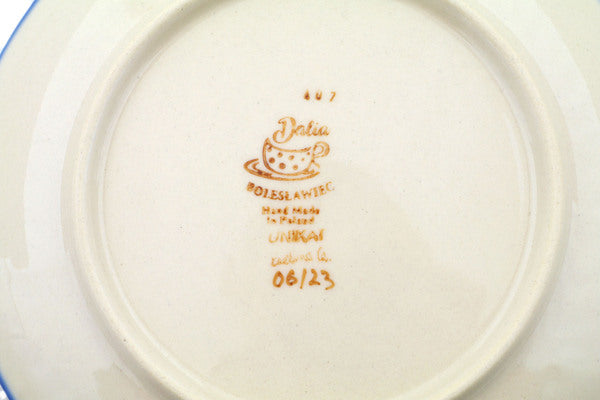 407
Dalia
BOLESŁAWIEC
Hand Made
in Poland
UNIKAT
06/23